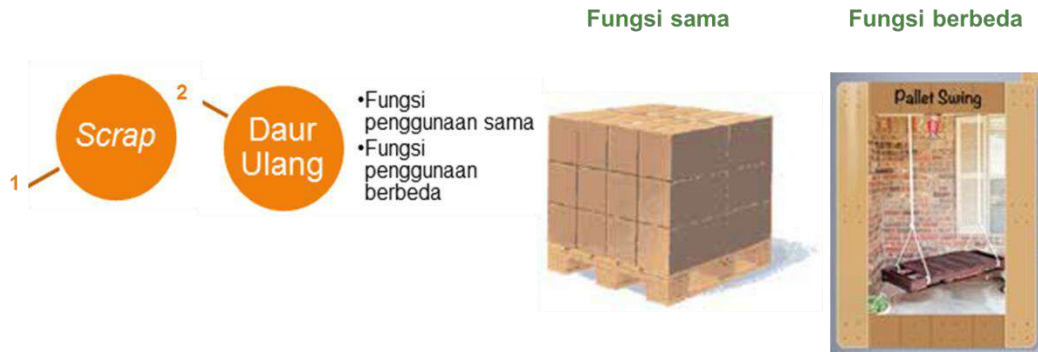 Fungsi sama
Fungsi berbeda
1
Scrap
2
Daur
Ulang
•Fungsi
penggunaan sama
•Fungsi
penggunaan
berbeda
Pallet Swing